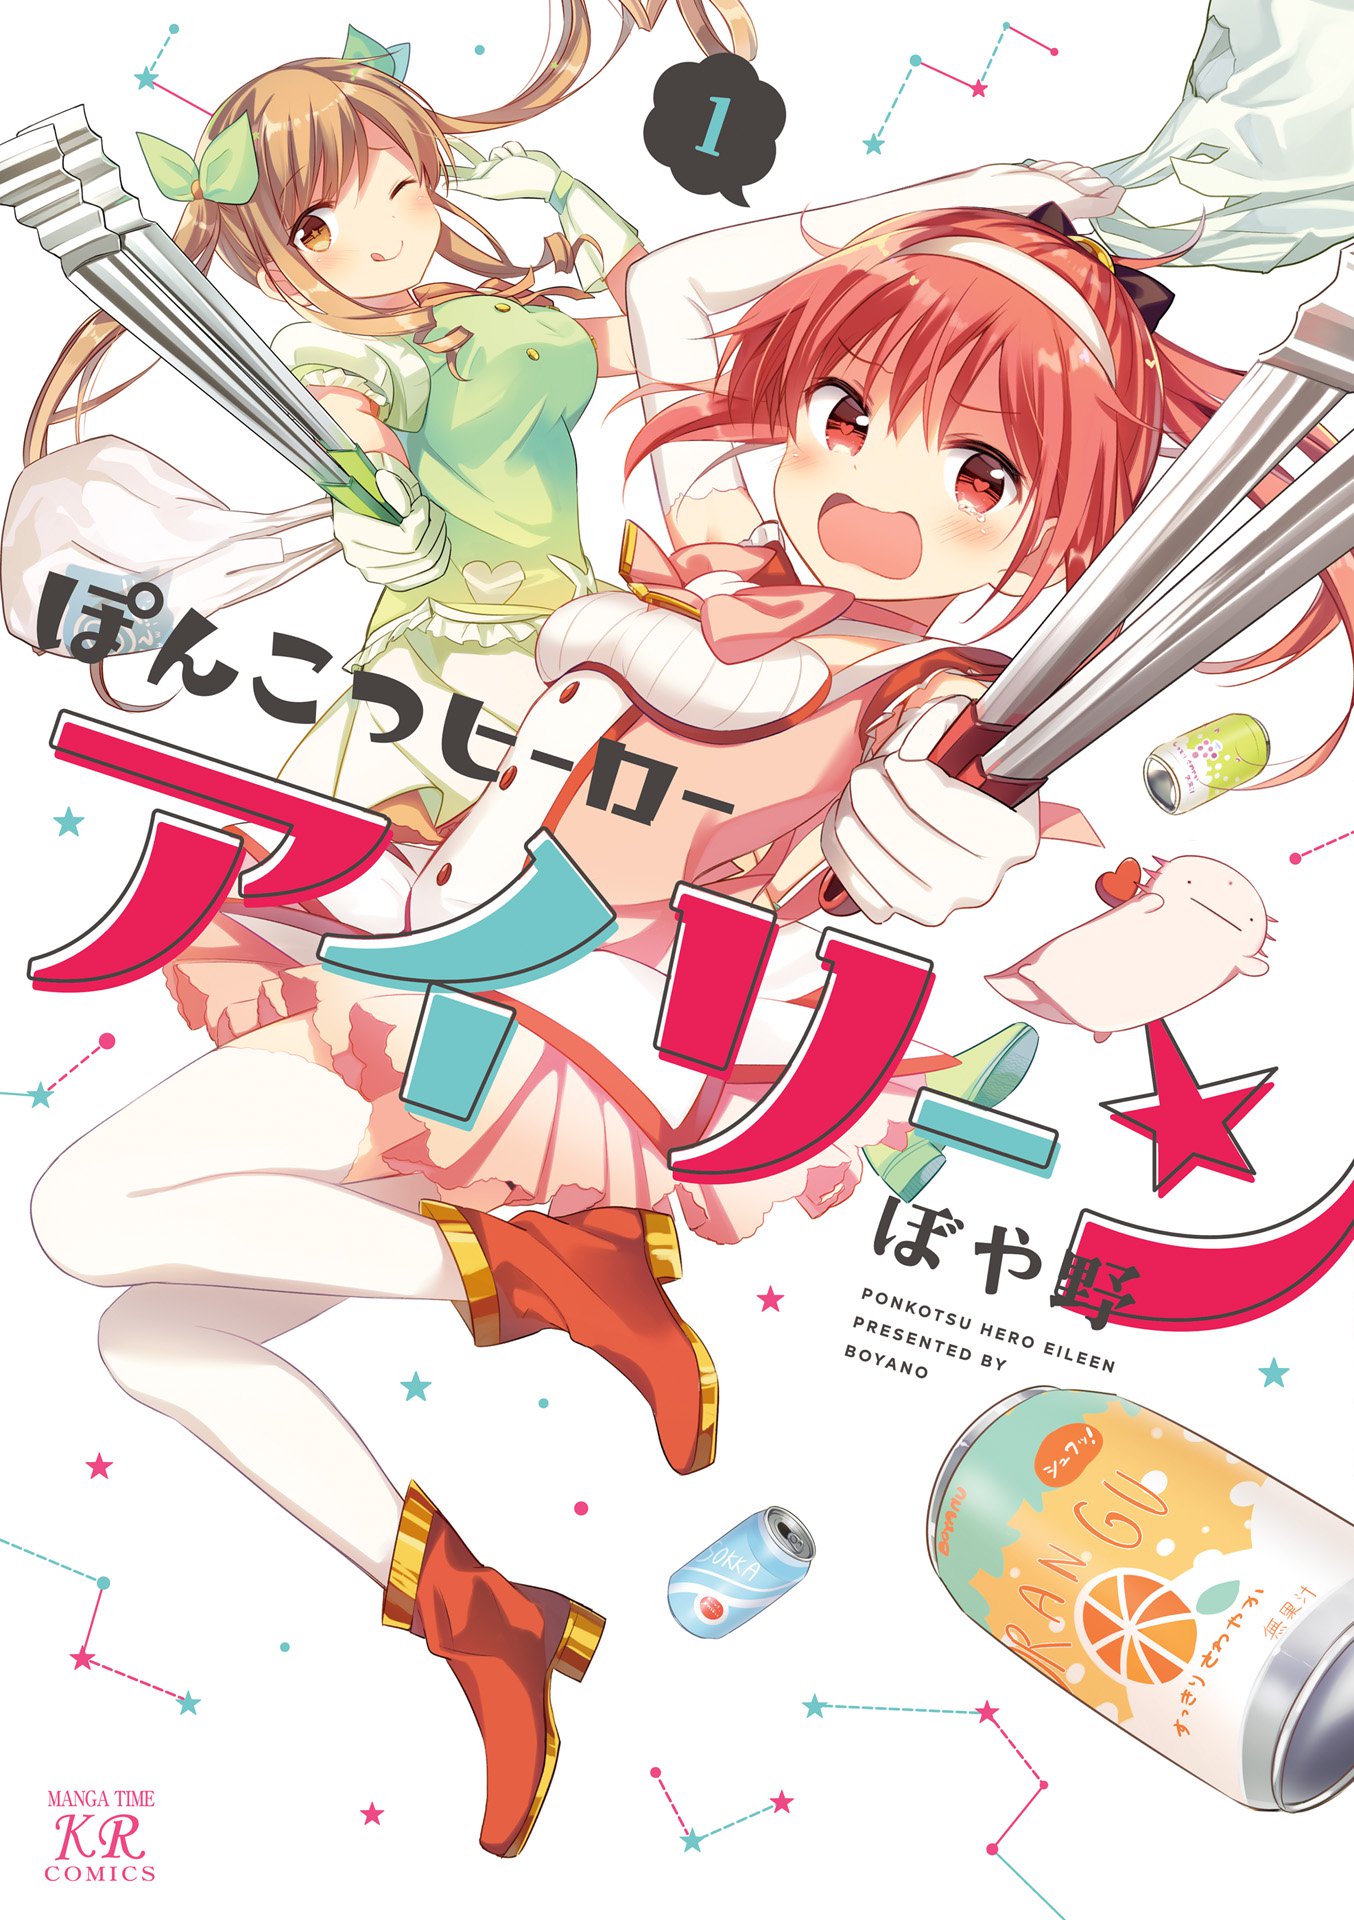 1
ぽんこつヒーロー
アイリーン
ぼや野
PONKOTSU HERO EILEEN
PRESENTED BY
BOYANO
シュワッ!
BOYANO
RAN GU
すっきりさわやか
無果汁
SOKKA
MANGA TIME
KR
COMICS